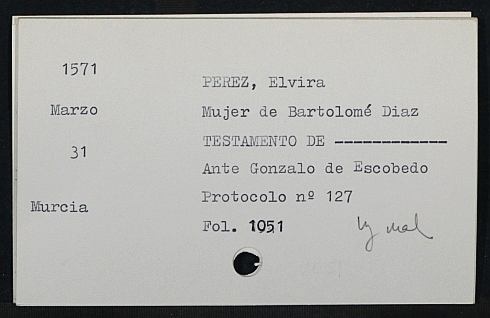 1571
Marzo
31
Murcia
PEREZ, Elvira
Mujer de Bartolomé Diaz
TESTAMENTO DE ------------
Ante Gonzalo de Escobedo
Protocolo nº 127
Fol. 1051